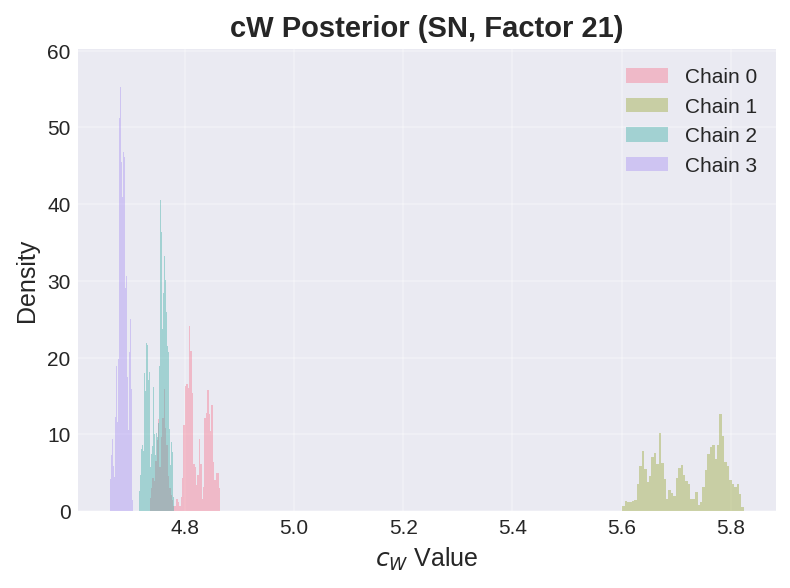 cW Posterior (SN, Factor 21)
60
50
40
30
20
10
0
Density
Chain 0
Chain 1
Chain 2
Chain 3
4.8 5.0 5.2 5.4 5.6 5.8
c_W Value